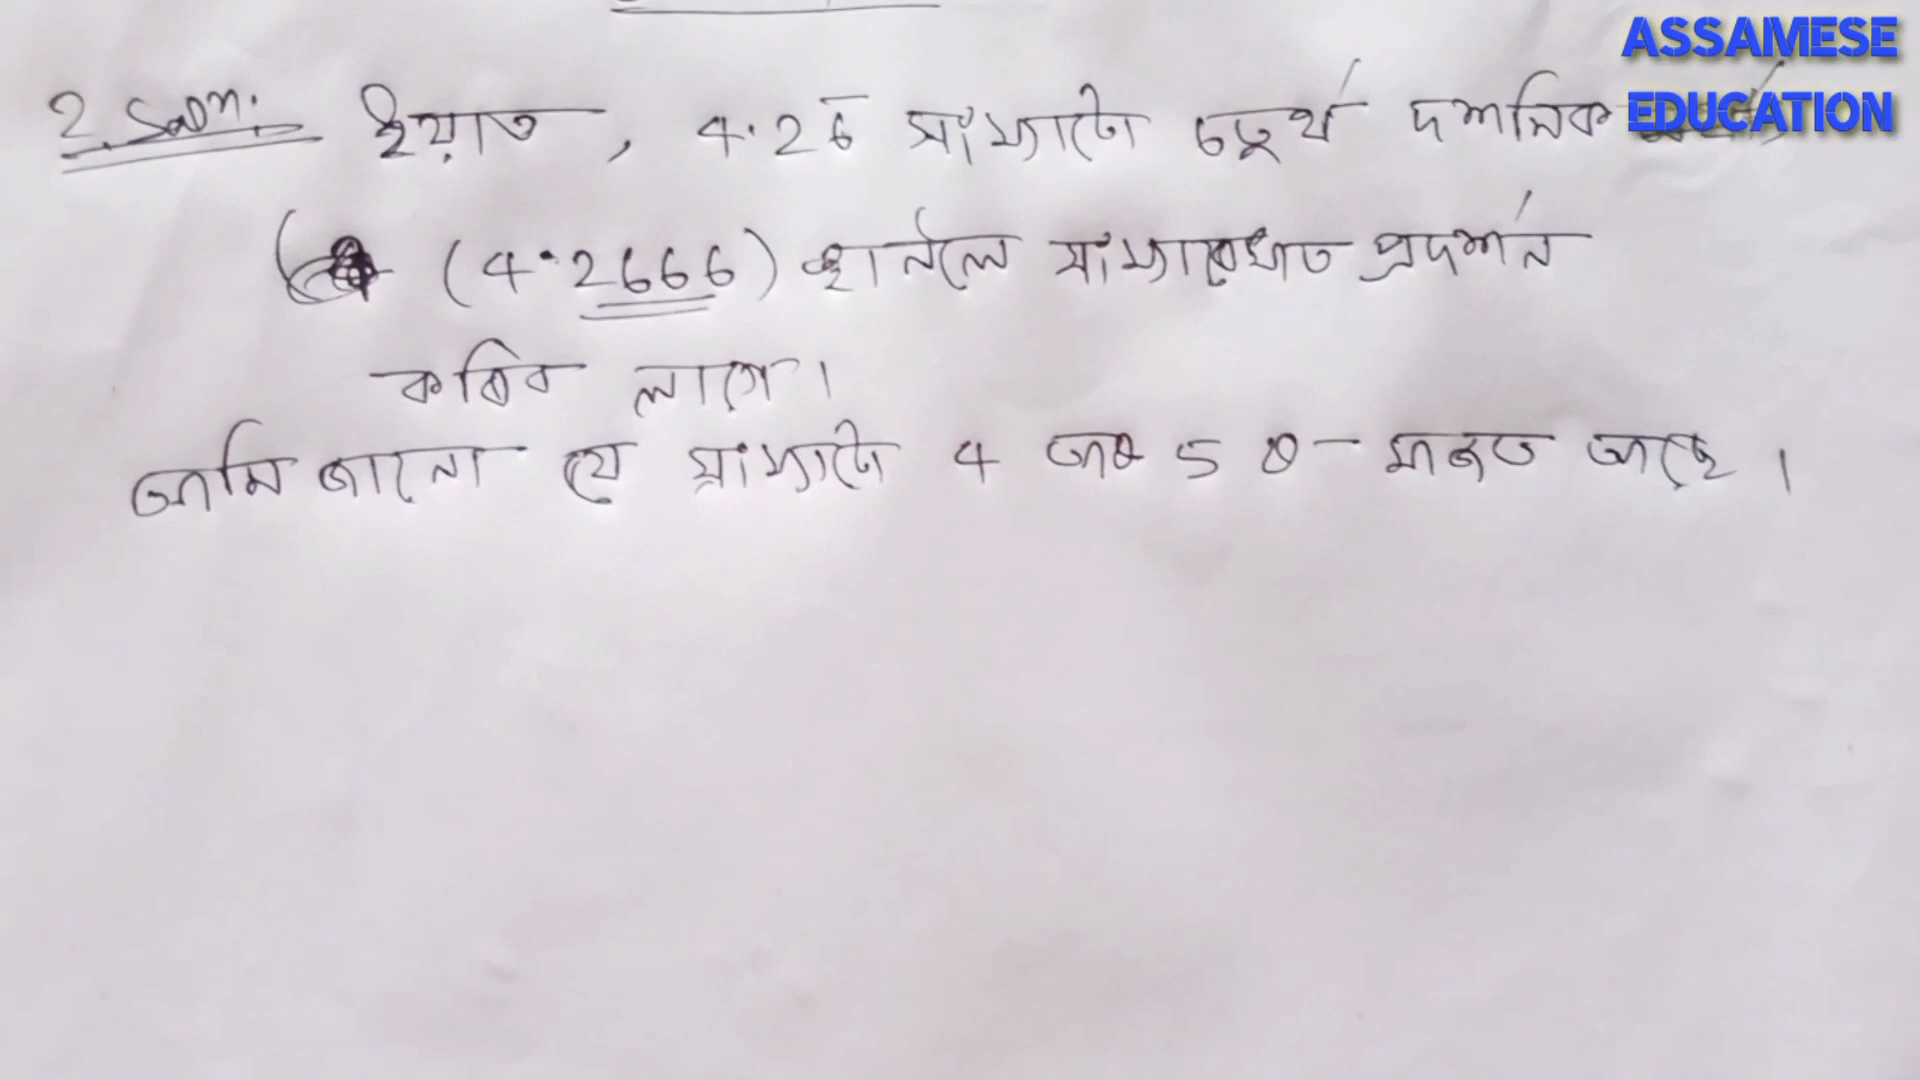 ASSAMESE
EDUCATION
2. Soln: ইয়াত, 4.26̅ সংখ্যাটো চতুৰ্থ দশমিক
(4.2666) স্থানলৈ সংখ্যাৰেখাত প্ৰদৰ্শন
কৰিব লাগে।
আমি জানো যে সংখ্যাটো 4 আৰু 5 ৰ- মাজত আছে।